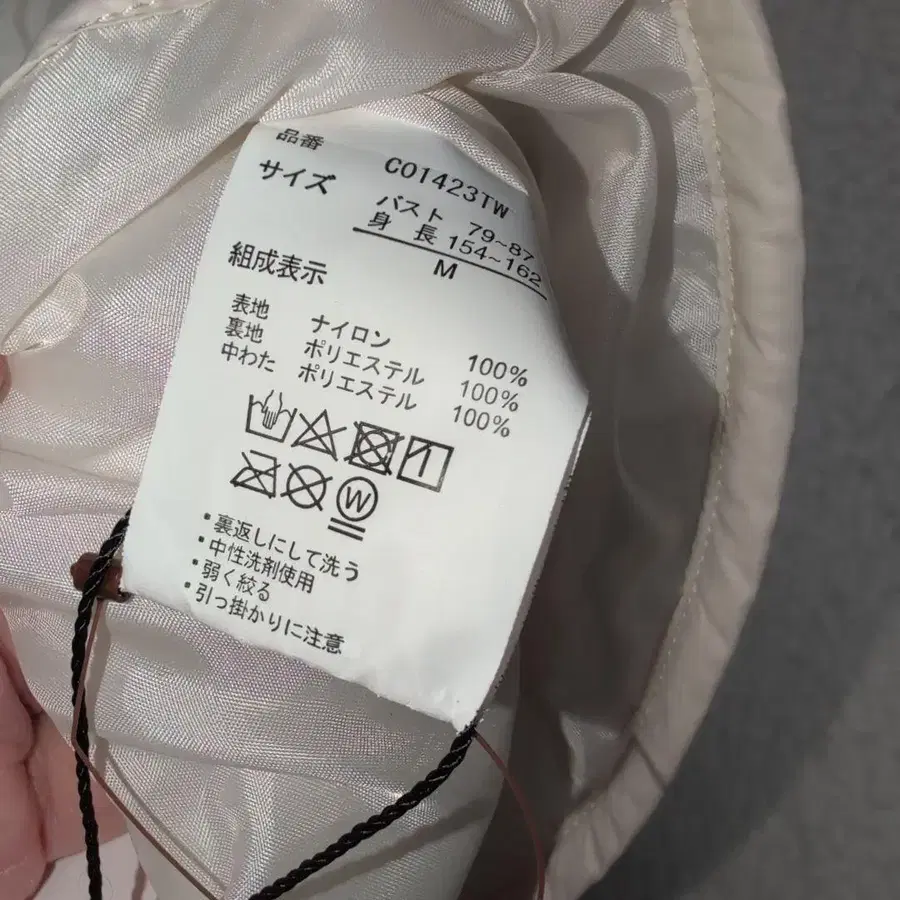 品番 CO1423TW
サイズ バスト 79~87
身 長 154~162
M
組成表示
表地 ナイロン 100%
裏地 ポリエステル 100%
中わた ポリエステル 100%
W
・裏返しにして洗う
・中性洗剤使用
・弱く絞る
・引っ掛かりに注意